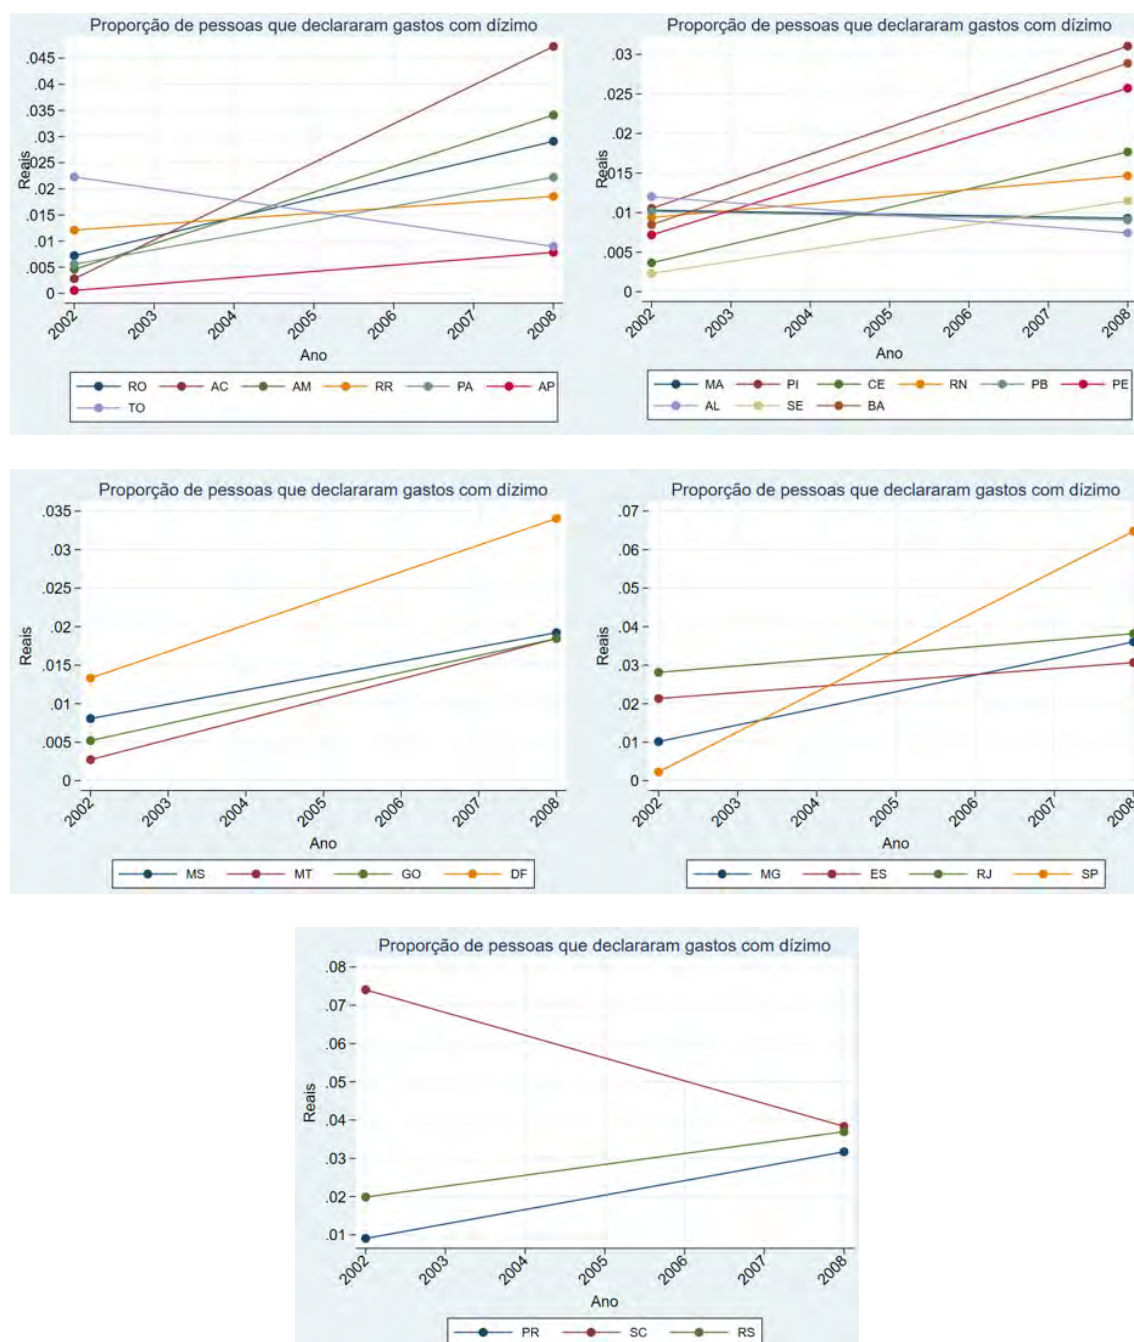 Proporção de pessoas que declararam gastos com dízimo
.045
.04
.035
.03
.025
.02
.015
.01
.005
0
Reais
2002 2003 2004 2005 2006 2007 2008
Ano
RO AC AM RR PA AP
TO
Proporção de pessoas que declararam gastos com dízimo
.03
.025
.02
.015
.01
.005
0
Reais
2002 2003 2004 2005 2006 2007 2008
Ano
MA PI CE RN PB PE
AL SE BA
Proporção de pessoas que declararam gastos com dízimo
.035
.03
.025
.02
.015
.01
.005
0
Reais
2002 2003 2004 2005 2006 2007 2008
Ano
MS MT GO DF
Proporção de pessoas que declararam gastos com dízimo
.07
.06
.05
.04
.03
.02
.01
0
Reais
2002 2003 2004 2005 2006 2007 2008
Ano
MG ES RJ SP
Proporção de pessoas que declararam gastos com dízimo
.08
.07
.06
.05
.04
.03
.02
.01
Reais
2002 2003 2004 2005 2006 2007 2008
Ano
PR SC RS